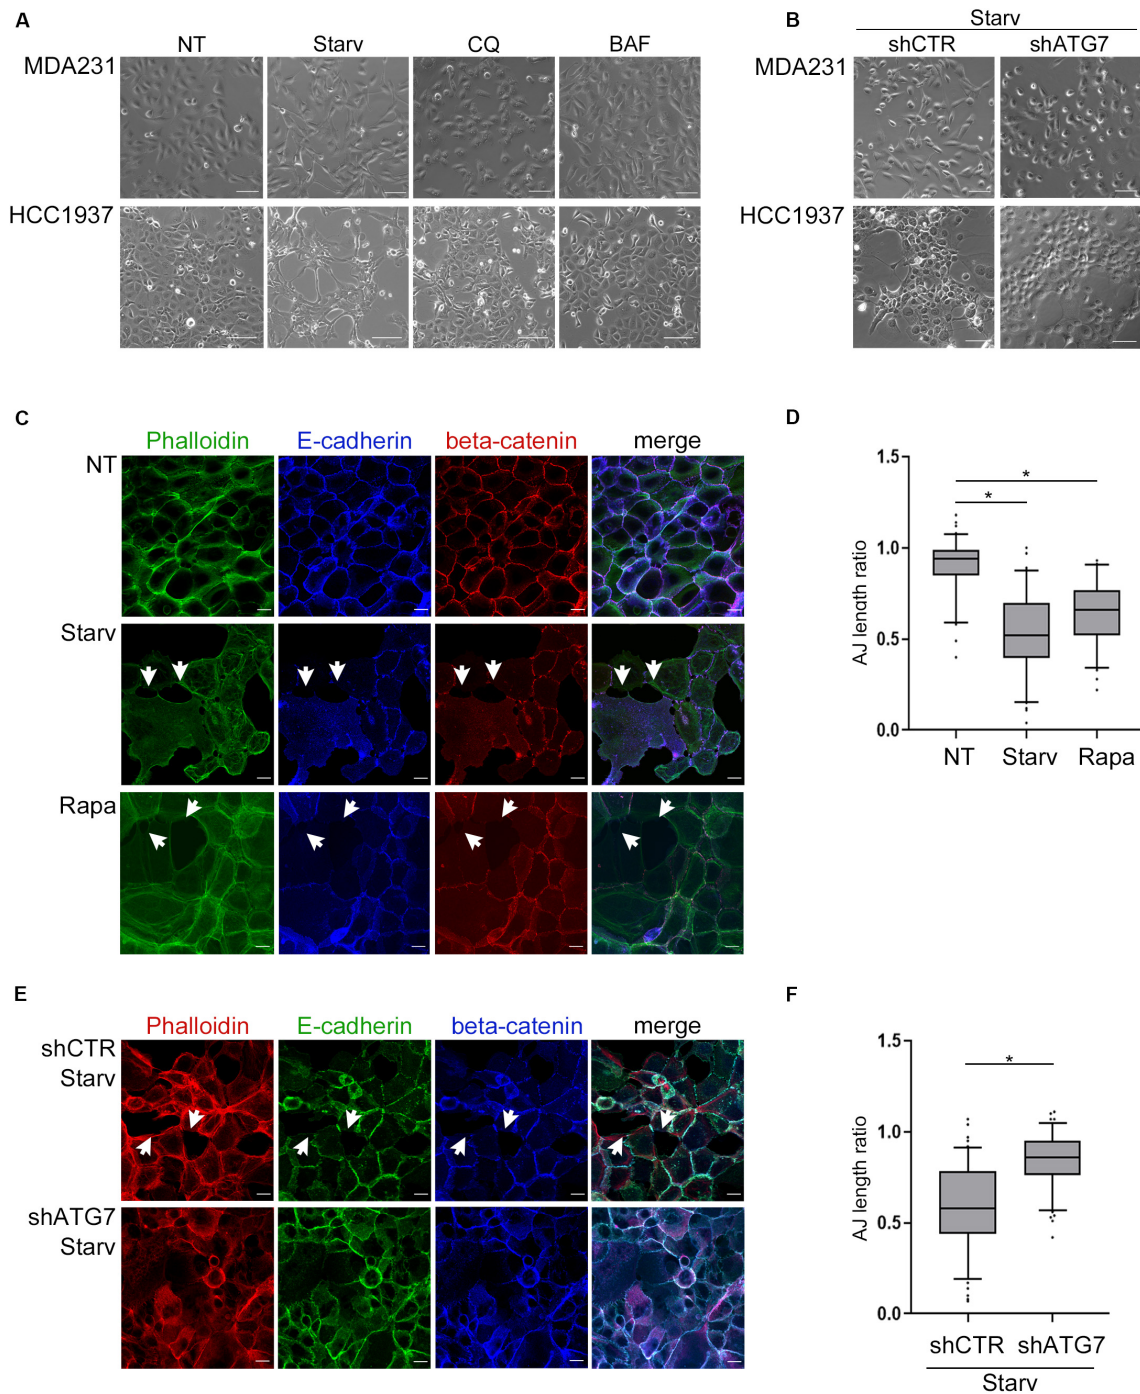 A
NT Starv CQ BAF
MDA231
HCC1937
B
Starv
shCTR shATG7
MDA231
HCC1937
C
Phalloidin E-cadherin beta-catenin merge
NT
Starv
Rapa
D
AJ length ratio
1.5
1.0
0.5
0.0
* *
NT Starv Rapa
E
Phalloidin E-cadherin beta-catenin merge
shCTR
Starv
shATG7
Starv
F
AJ length ratio
1.5
1.0
0.5
0.0
*
shCTR shATG7
Starv